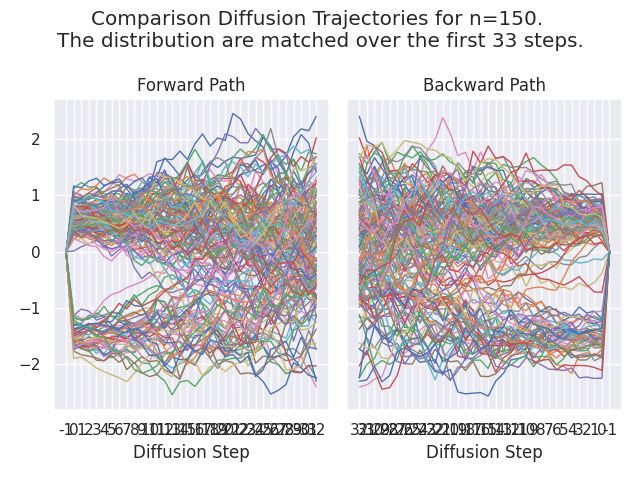 Comparison Diffusion Trajectories for n=150.
The distribution are matched over the first 33 steps.
Forward Path
Backward Path
2
1
0
−1
−2
Diffusion Step
Diffusion Step